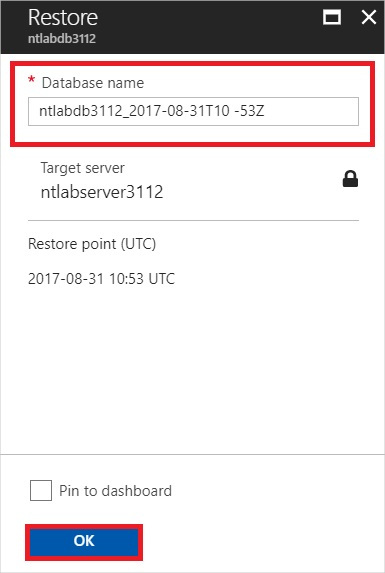 Restore
ntlabdb3112
* Database name
ntlabdb3112_2017-08-31T10 -53Z
Target server
ntlabserver3112
Restore point (UTC)
2017-08-31 10:53 UTC
Pin to dashboard
OK